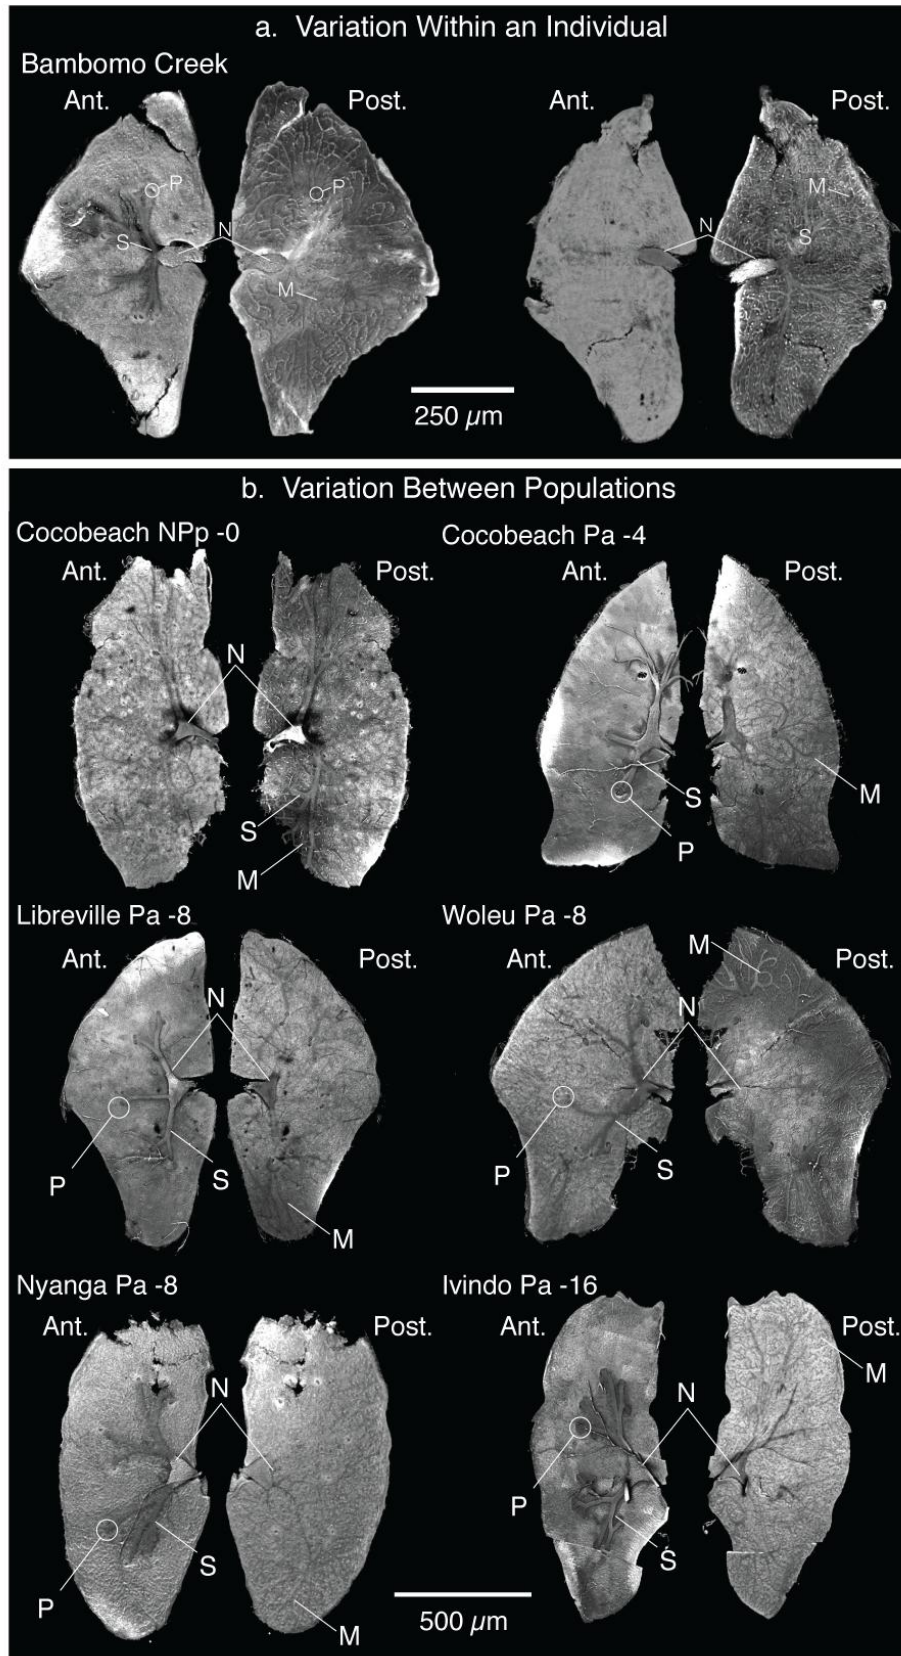 a. Variation Within an Individual
Bambomo Creek
Ant. Post. Ant. Post.
P P M
S N N S
M
250 µm
b. Variation Between Populations
Cocobeach NPp -0 Cocobeach Pa -4
Ant. Post. Ant. Post.
N
S S M
M P
Libreville Pa -8 Woleu Pa -8
Ant. Post. Ant. M Post.
N N
P S M P S
Nyanga Pa -8 Ivindo Pa -16
Ant. Post. Ant. Post.
N N M
P S M P S
500 µm